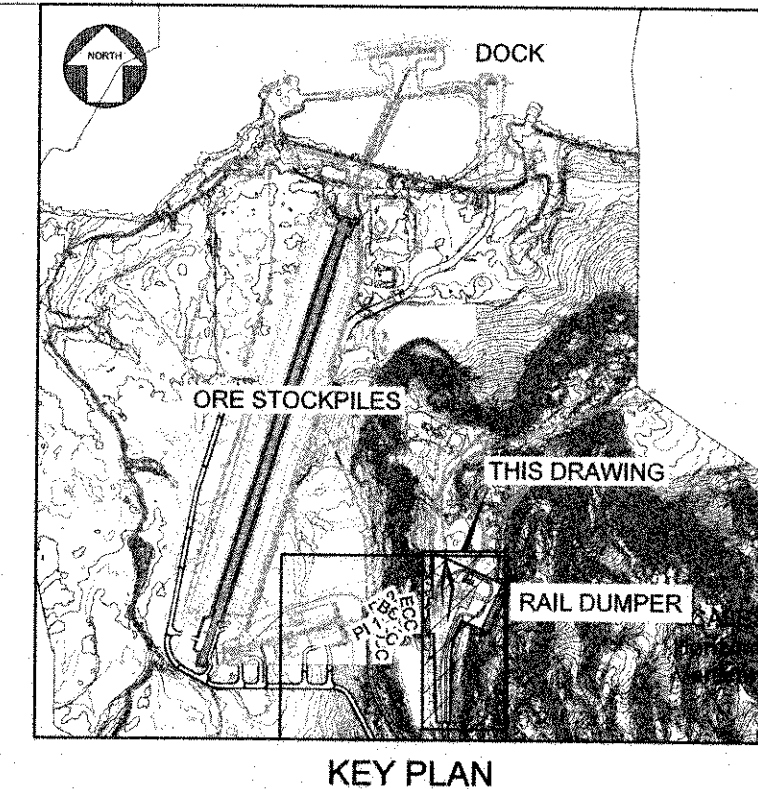 NORTH
DOCK
ORE STOCKPILES
THIS DRAWING
RAIL DUMPER
KEY PLAN